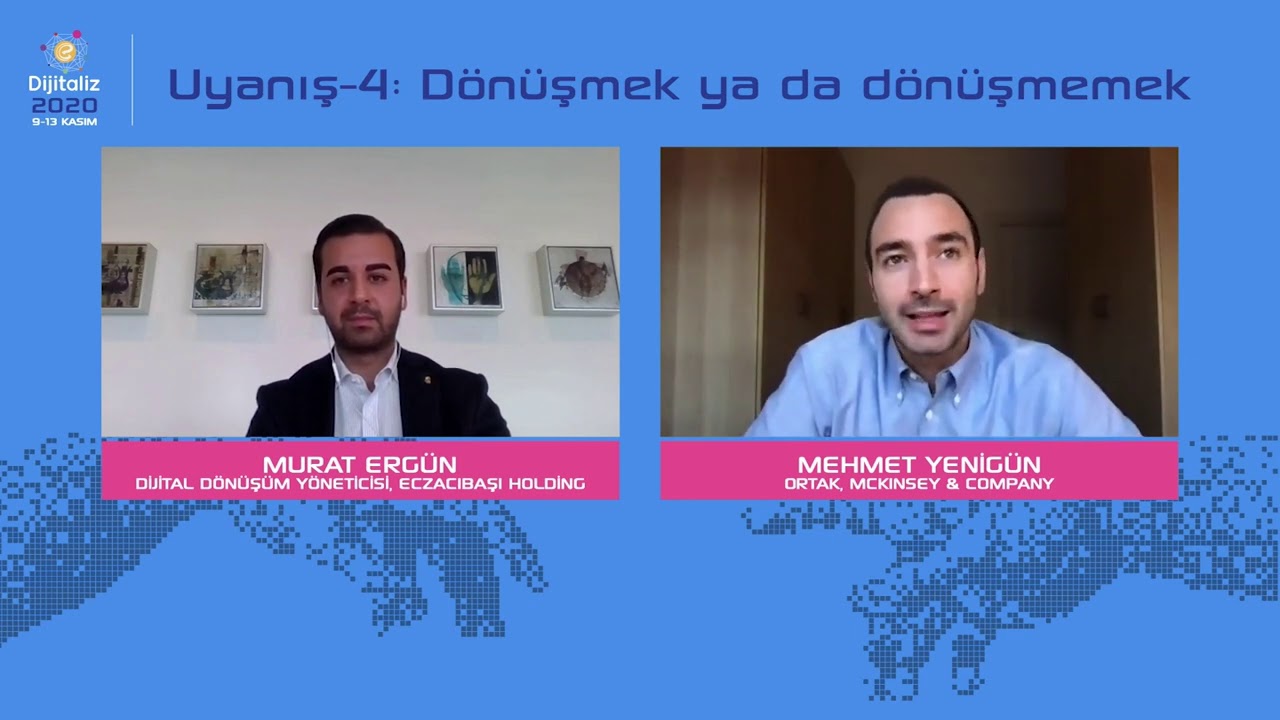 Dijitaliz
2020
9-13 KASIM
Uyanış-4: Dönüşmek ya da dönüşmemek
MURAT ERGÜN
DİJİTAL DÖNÜŞÜM YÖNETİCİSİ, ECZACIBAŞI HOLDİNG
MEHMET YENİGÜN
ORTAK, MCKINSEY & COMPANY